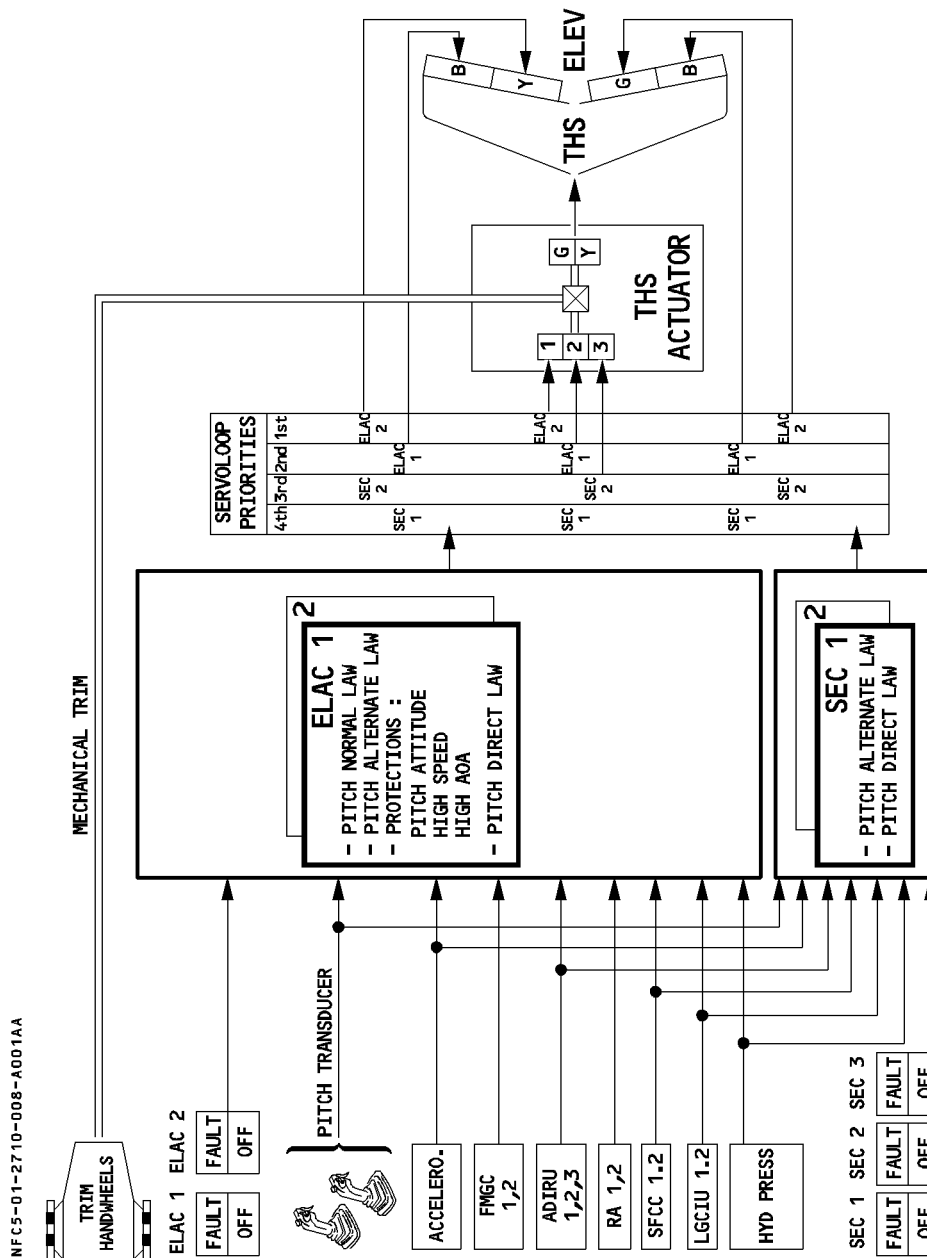 NFC5-01-2710-008-A001AA
TRIM
HANDWHEELS
MECHANICAL TRIM
ELAC 1 ELAC 2
FAULT
OFF
FAULT
OFF
PITCH TRANSDUCER
ACCELERO.
FMGC
1,2
ADIRU
1,2,3
RA 1,2
SFCC 1.2
LGCIU 1.2
HYD PRESS
SEC 1 SEC 2 SEC 3
FAULT
OFF
FAULT
OFF
FAULT
OFF
ELAC 1
2
- PITCH NORMAL LAW
- PITCH ALTERNATE LAW
- PROTECTIONS :
PITCH ATTITUDE
HIGH SPEED
HIGH AOA
- PITCH DIRECT LAW
SEC 1
2
- PITCH ALTERNATE LAW
- PITCH DIRECT LAW
SERVOLOOP
PRIORITIES
4th 3rd 2nd 1st
SEC
1
SEC
2
ELAC
1
ELAC
2
SEC
1
SEC
2
ELAC
1
ELAC
2
SEC
1
SEC
2
ELAC
1
ELAC
2
1
2
3
G
Y
THS
ACTUATOR
THS
ELEV
B
Y
G
B